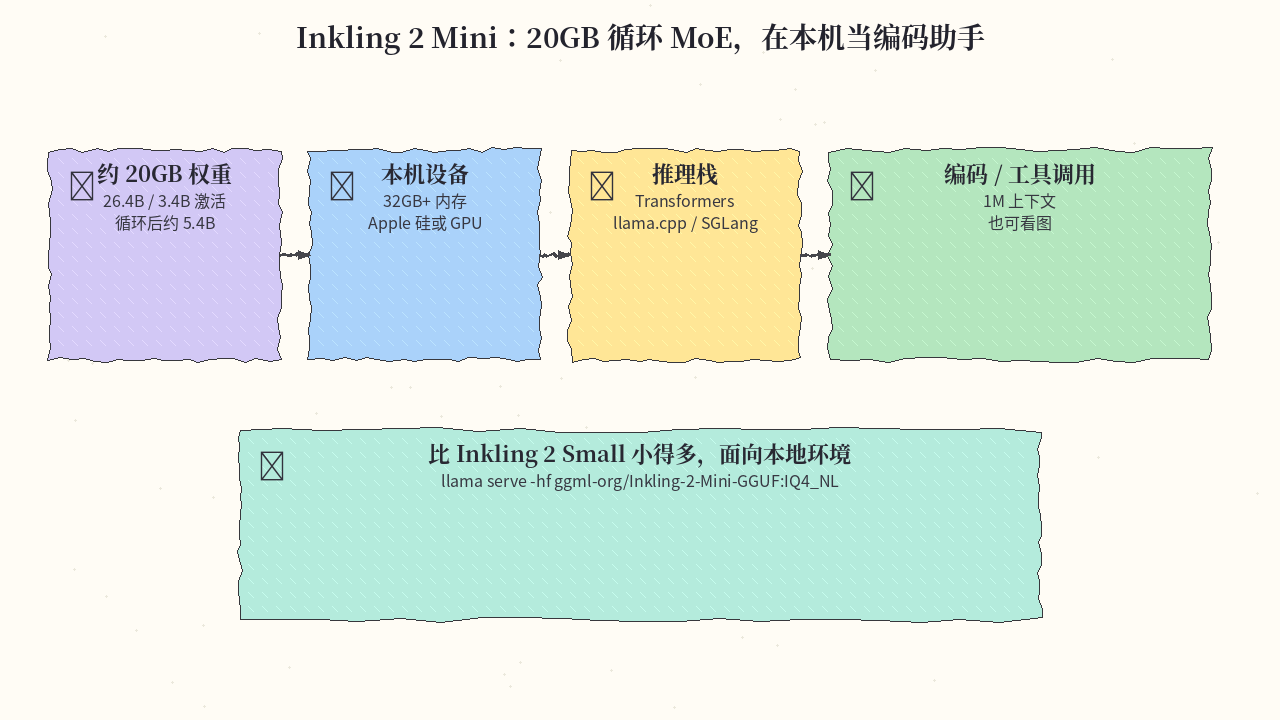 Inkling 2 Mini：20GB 循环 MoE，在本机当编码助手
约 20GB 权重
26.4B / 3.4B 激活
循环后约 5.4B
本机设备
32GB+ 内存
Apple 硅或 GPU
推理栈
Transformers
llama.cpp / SGLang
编码 / 工具调用
1M 上下文
也可看图
比 Inkling 2 Small 小得多，面向本地环境
llama serve -hf ggml-org/Inkling-2-Mini-GGUF:IQ4_NL